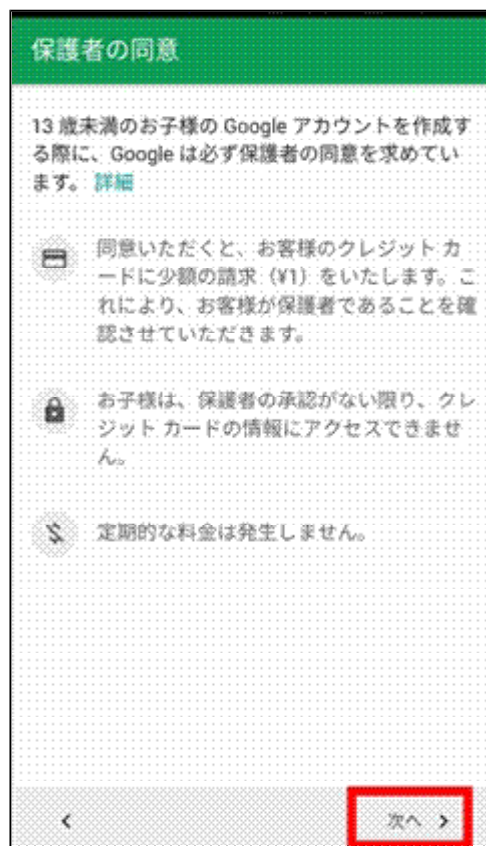 保護者の同意
13 歳未満のお子様の Google アカウントを作成す
る際に、Google は必ず保護者の同意を求めてい
ます。 詳細
同意いただくと、お客様のクレジット カ
ードに少額の請求（¥1）をいたします。こ
れにより、お客様が保護者であることを確
認させていただきます。
お子様は、保護者の承認がない限り、クレ
ジット カードの情報にアクセスできませ
ん。
定期的な料金は発生しません。
次へ